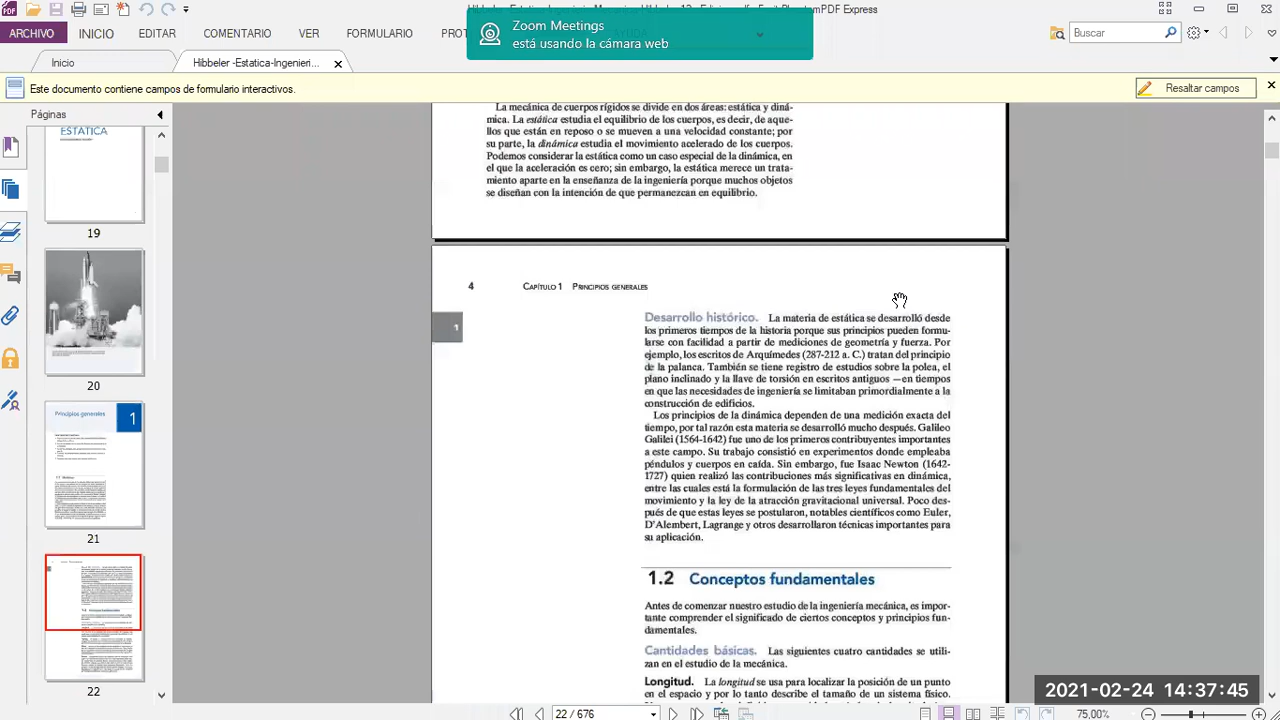 Zoom Meetings
está usando la cámara web
PhantomPDF Express
ARCHIVO INICIO EDITAR COMENTARIO VER FORMULARIO AYUDA
Buscar
Inicio
Hibbeler -Estatica-Ingenieri...
Este documento contiene campos de formulario interactivos.
Resaltar campos
Páginas
ESTÁTICA
19
20
Principios generales 1
21
22
La mecánica de cuerpos rígidos se divide en dos áreas: estática y diná-
mica. La estática estudia el equilibrio de los cuerpos, es decir, de aque-
llos que están en reposo o se mueven a una velocidad constante; por
su parte, la dinámica estudia el movimiento acelerado de los cuerpos.
Podemos considerar la estática como un caso especial de la dinámica, en
el que la aceleración es cero; sin embargo, la estática merece un trata-
miento aparte en la enseñanza de la ingeniería porque muchos objetos
se diseñan con la intención de que permanezcan en equilibrio.
4 CAPÍTULO 1 PRINCIPIOS GENERALES
1
Desarrollo histórico. La materia de estática se desarrolló desde
los primeros tiempos de la historia porque sus principios pueden formu-
larse con facilidad a partir de mediciones de geometría y fuerza. Por
ejemplo, los escritos de Arquímedes (287-212 a. C.) tratan del principio
de la palanca. También se tiene registro de estudios sobre la polea, el
plano inclinado y la llave de torsión en escritos antiguos —en tiempos
en que las necesidades de ingeniería se limitaban primordialmente a la
construcción de edificios.
Los principios de la dinámica dependen de una medición exacta del
tiempo, por tal razón esta materia se desarrolló mucho después. Galileo
Galilei (1564-1642) fue uno de los primeros contribuyentes importantes
a este campo. Su trabajo consistió en experimentos donde empleaba
péndulos y cuerpos en caída. Sin embargo, fue Isaac Newton (1642-
1727) quien realizó las contribuciones más significativas en dinámica,
entre las cuales está la formulación de las tres leyes fundamentales del
movimiento y la ley de la atracción gravitacional universal. Poco des-
pués de que estas leyes se postularon, notables científicos como Euler,
D'Alembert, Lagrange y otros desarrollaron técnicas importantes para
su aplicación.
1.2 Conceptos fundamentales
Antes de comenzar nuestro estudio de la ingeniería mecánica, es impor-
tante comprender el significado de ciertos conceptos y principios fun-
damentales.
Cantidades básicas. Las siguientes cuatro cantidades se utili-
zan en el estudio de la mecánica.
Longitud. La longitud se usa para localizar la posición de un punto
en el espacio y por lo tanto describe el tamaño de un sistema físico.
2021-02-24 14:37:45
22 / 676
75,00%